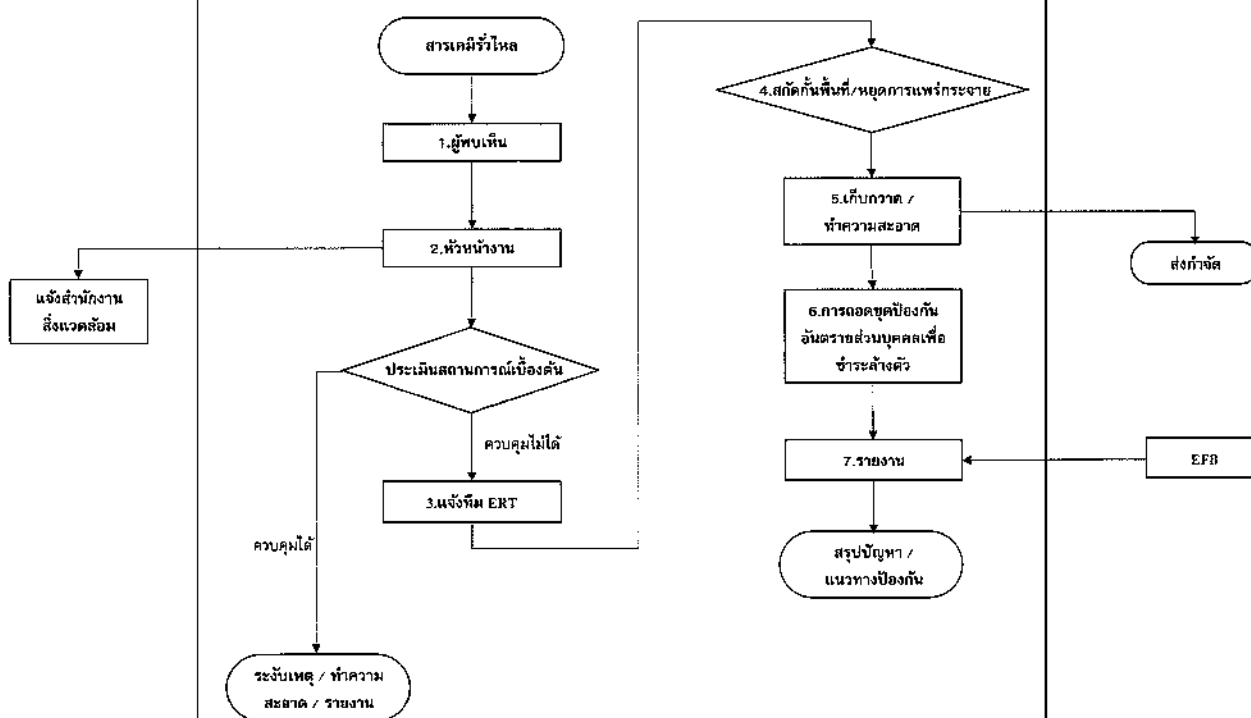 สารเคมีรั่วไหล
1.ผู้พบเห็น
2.หัวหน้างาน
แจ้งสำนักงาน
สิ่งแวดล้อม
ประเมินสถานการณ์เบื้องต้น
ควบคุมไม่ได้
3.แจ้งทีม ERT
ควบคุมได้
ระงับเหตุ / ทำความ
สะอาด / รายงาน
4.สกัดกั้นพื้นที่/หยุดการแพร่กระจาย
5.เก็บกวาด /
ทำความสะอาด
ส่งกำจัด
6.การถอดชุดป้องกัน
อันตรายส่วนบุคคลเพื่อ
ชำระล้างตัว
7.รายงาน
EF8
สรุปปัญหา /
แนวทางป้องกัน